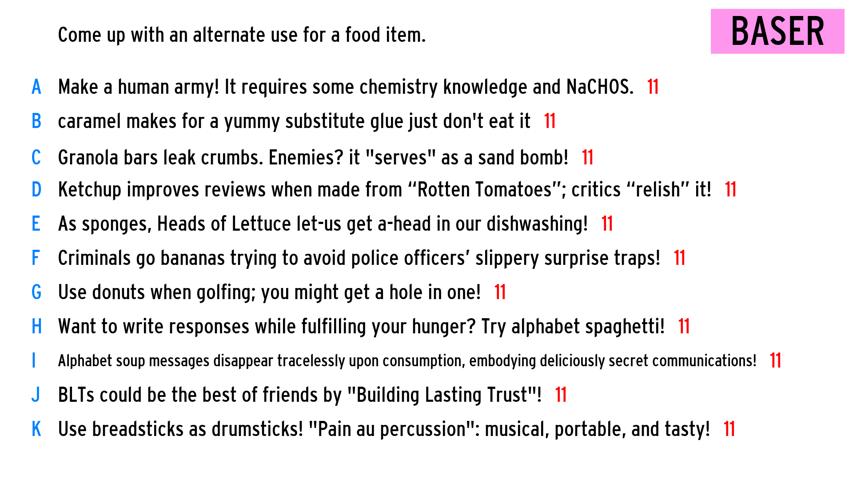 Come up with an alternate use for a food item.
BASER
A Make a human army! It requires some chemistry knowledge and NaCHOS. 11
B caramel makes for a yummy substitute glue just don't eat it 11
C Granola bars leak crumbs. Enemies? it "serves" as a sand bomb! 11
D Ketchup improves reviews when made from “Rotten Tomatoes”; critics “relish” it! 11
E As sponges, Heads of Lettuce let-us get a-head in our dishwashing! 11
F Criminals go bananas trying to avoid police officers’ slippery surprise traps! 11
G Use donuts when golfing; you might get a hole in one! 11
H Want to write responses while fulfilling your hunger? Try alphabet spaghetti! 11
I Alphabet soup messages disappear tracelessly upon consumption, embodying deliciously secret communications! 11
J BLTs could be the best of friends by "Building Lasting Trust"! 11
K Use breadsticks as drumsticks! "Pain au percussion": musical, portable, and tasty! 11